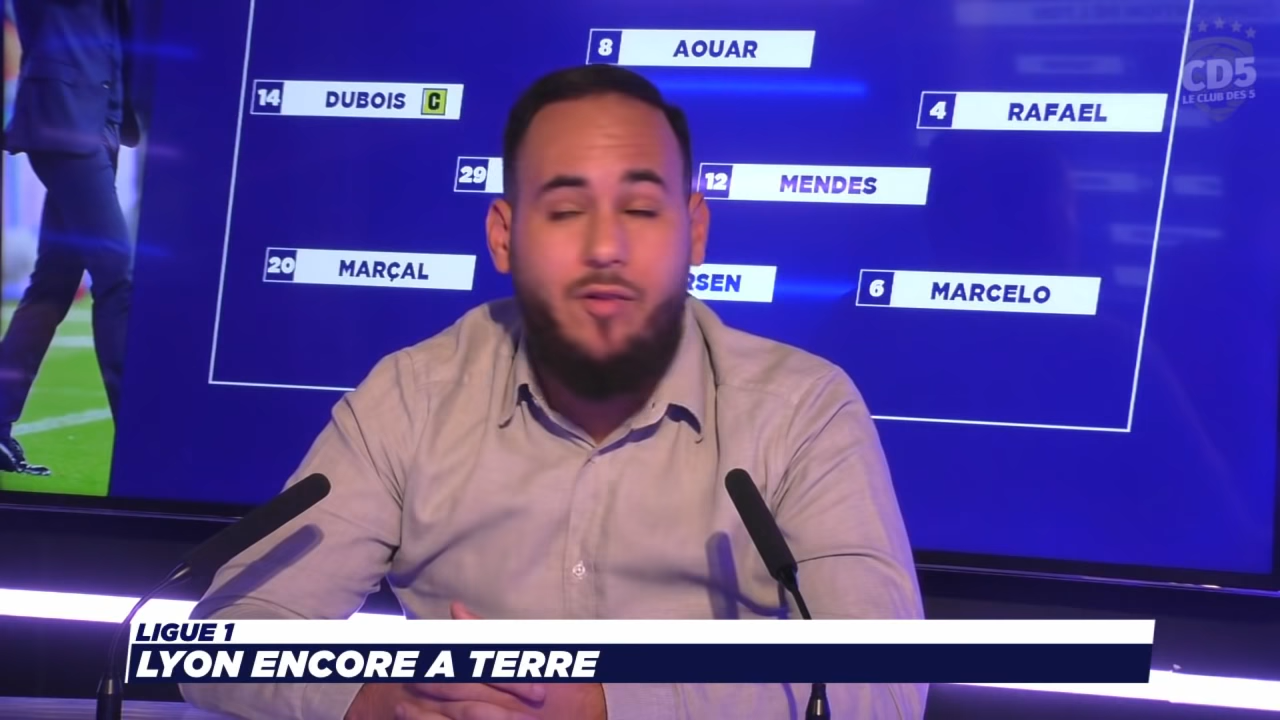 8 AOUAR
14 DUBOIS C
4 RAFAEL
29
12 MENDES
20 MARÇAL
RSEN
6 MARCELO
CD5
LE CLUB DES 5
LIGUE 1
LYON ENCORE A TERRE